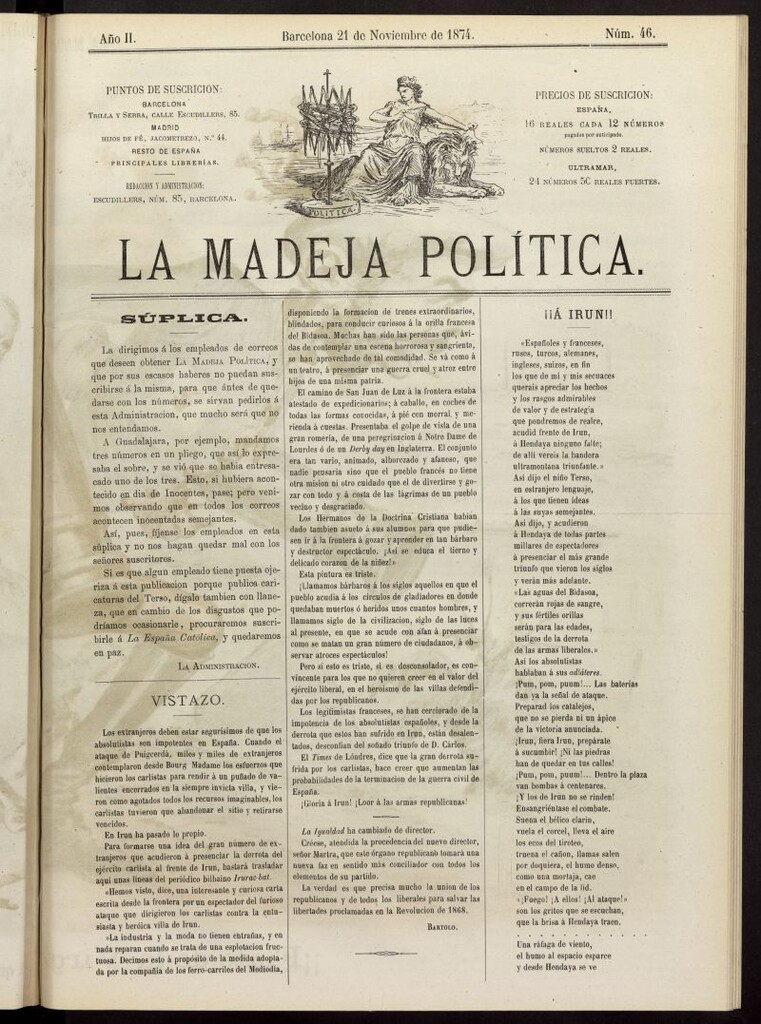 Año II.
Barcelona 21 de Noviembre de 1874.
Núm. 46.
PUNTOS DE SUSCRICION:
BARCELONA
TRILLA Y SERRA, CALLE ESCUDILLERS, 85.
MADRID
HIJOS DE FÉ, JACOMETREZO, N.º 44.
RESTO DE ESPAÑA
PRINCIPALES LIBRERÍAS.
REDACCION Y ADMINISTRACION:
ESCUDILLERS, NÚM. 85, BARCELONA.
POLITICA.
PRECIOS DE SUSCRICION:
ESPAÑA,
16 REALES CADA 12 NÚMEROS
pagados por anticipado.
NÚMEROS SUELTOS 2 REALES.
ULTRAMAR,
24 NÚMEROS 50 REALES FUERTES.
LA MADEJA POLÍTICA.
SÚPLICA.
La dirigimos á los empleados de correos
que deseen obtener LA MADEJA POLÍTICA, y
que por sus escasos haberes no puedan sus-
cribirse á la misma, para que ántes de que-
darse con los números, se sirvan pedirlos á
esta Administracion, que mucho será que no
nos entendamos.
A Guadalajara, por ejemplo, mandamos
tres números en un pliego, que así lo expre-
saba el sobre, y se vió que se habia entresa-
cado uno de los tres. Esto, si hubiera aconte-
cido en dia de Inocentes, pase; pero veni-
mos observando que en todos los correos
acontecen inocentadas semejantes.
Así, pues, fíjense los empleados en esta
súplica y no nos hagan quedar mal con los
señores suscritores.
Si es que algun empleado tiene puesta oje-
riza á esta publicacion porque publica cari-
caturas del Terso, dígalo tambien con llane-
za, que en cambio de los disgustos que po-
dríamos ocasionarle, procuraremos suscri-
birle á La España Católica, y quedaremos
en paz.
LA ADMINISTRACION.
VISTAZO.
Los extranjeros deben estar segurísimos de que los
absolutistas son impotentes en España. Cuando el
ataque de Puigcerdá, miles y miles de extranjeros
contemplaron desde Bourg Madame los esfuerzos que
hicieron los carlistas para rendir á un puñado de va-
lientes encerrados en la siempre invicta villa, y vie-
ron como agotados todos los recursos imaginables, los
carlistas tuvieron que abandonar el sitio y retirarse
vencidos.
En Irun ha pasado lo propio.
Para formarse una idea del gran número de ex-
tranjeros que acudieron á presenciar la derrota del
ejército carlista al frente de Irun, bastará trasladar
aquí unas líneas del periódico bilbaino Irurac-bat.
«Hemos visto, dice, una interesante y curiosa carta
escrita desde la frontera por un espectador del furioso
ataque que dirigieron los carlistas contra la entu-
siasta y heróica villa de Irun.
»La industria y la moda no tienen entrañas, y en
nada reparan cuando se trata de una esplotacion fruc-
tuosa. Decimos esto á propósito de la medida adopta-
da por la compañía de los ferro-carriles del Mediodia,
disponiendo la formacion de trenes extraordinarios,
blindados, para conducir curiosos á la orilla francesa
del Bidasoa. Muchas han sido las personas que, ávi-
das de contemplar una escena horrorosa y sangriento,
se han aprovechado de tal comodidad. Se vá como á
un teatro, á presenciar una guerra cruel y atroz entre
hijos de una misma patria.
El camino de San Juan de Luz á la frontera estaba
atestado de expedicionarios; á caballo, en coches de
todas las formas conocidas, á pié con morral y me-
rienda á cuestas. Presentaba el golpe de vista de una
gran romería, de una peregrinacion á Nôtre Dame de
Lourdes ó de un Derby day en Inglaterra. El conjunto
era tan vario, animado, alborozado y afanoso, que
nadie pensaria sino que el pueblo francés no tiene
otra mision ni otro cuidado que el de divertirse y go-
zar con todo y á costa de las lágrimas de un pueblo
vecino y desgraciado.
Los Hermanos de la Doctrina Cristiana habian
dado tambien asueto á sus alumnos para que pudie-
sen ir á la frontera á gozar y aprender en tan bárbaro
y destructor espectáculo. ¡Así se educa el tierno y
delicado corazon de la niñez!»
Esta pintura es triste.
¡Llamamos bárbaros á los siglos aquellos en que el
pueblo acudia á los circulos de gladiadores en donde
quedaban muertos ó heridos unos cuantos hombres, y
llamamos siglo de la civilizacion, siglo de las luces
al presente, en que se acude con afan á presenciar
como se matan un gran número de ciudadanos, á ob-
servar atroces espectáculos!
Pero si esto es triste, si es desconsolador, es con-
vincente para los que no quieren creer en el valor del
ejército liberal, en el heroismo de las villas defendi-
das por los republicanos.
Los legitimistas franceses, se han cerciorado de la
impotencia de los absolutistas españoles, y desde la
derrota que estos han sufrido en Irun, están desalen-
tados, desconfian del soñado triunfo de D. Cárlos.
El Times de Lóndres, dice que la gran derrota su-
frida por los carlistas, hace creer que aumentan las
probabilidades de la terminacion de la guerra civil de
España.
¡Gloria á Irun! ¡Loor á las armas republicanas!
La Igualdad ha cambiado de director.
Créese, atendida la procedencia del nuevo director,
señor Martra, que este órgano republicano tomará una
nueva faz en sentido más conciliador con todos los
elementos de su partido.
La verdad es que precisa mucho la union de los
republicanos y de todos los liberales para salvar las
libertades proclamadas en la Revolucion de 1868.
BARTOLO.
¡¡Á IRUN!!
«Españoles y franceses,
rusos, turcos, alemanes,
ingleses, suizos, en fin
los que de mí y mis secuaces
querais apreciar los hechos
y los rasgos admirables
de valor y de estrategia
que pondremos de realce,
acudid frente de Irun,
á Hendaya ninguno falte;
de allí vereis la bandera
ultramontana triunfante.»
Así dijo el niño Terso,
en estranjero lenguaje,
á los que tienen ideas
á las suyas semejantes.
Así dijo, y acudieron
á Hendaya de todas partes
millares de espectadores
á presenciar el más grande
triunfo que vieron los siglos
y verán más adelante.
«Las aguas del Bidasoa,
correrán rojas de sangre,
y sus fértiles orillas
serán para las edades,
testigos de la derrota
de las armas liberales.»
Así los absolutistas
hablaban á sus adláteres.
¡Pum, pom, puum!... Las baterías
dan ya la señal de ataque.
Preparad los catalejos,
que no se pierda ni un ápice
de la victoria anunciada.
¡Irun, fiera Irun, prepárate
á sucumbir! ¡Ni las piedras
han de quedar en tus calles!
¡Pum, pom, puum!... Dentro la plaza
van bombas á centenares.
¡Y los de Irun no se rinden!
Ensangriéntase el combate.
Suena el bélico clarin,
vuela el corcel, lleva el aire
los ecos del tiroteo,
truena el cañon, llamas salen
por doquiera, el humo denso,
como una mortaja, cae
en el campo de la lid.
«¡Fuego! ¡A ellos! ¡Al ataque!»
son los gritos que se escuchan,
que la brisa á Hendaya traen.
. . . . . . . . . . . . . . . .
Una ráfaga de viento,
el humo al espacio esparce
y desde Hendaya se ve